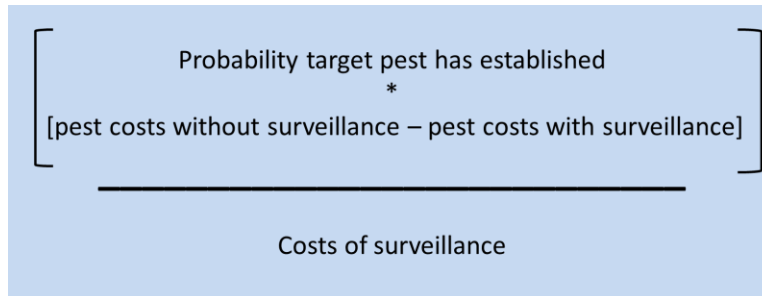 Probability target pest has established
*
[pest costs without surveillance – pest costs with surveillance]
Costs of surveillance